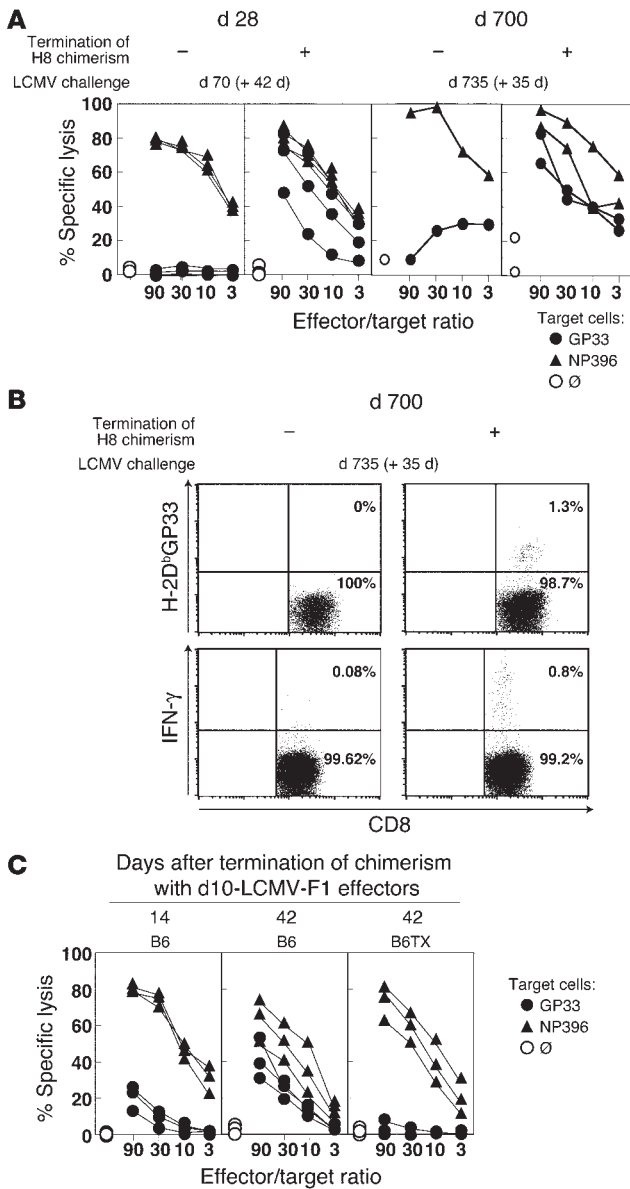 A
d 28
d 700
Termination of
H8 chimerism
− + − +
LCMV challenge
d 70 (+ 42 d)
d 735 (+ 35 d)
% Specific lysis
100
80
60
40
20
0
90 30 10 3
90 30 10 3
90 30 10 3
90 30 10 3
Effector/target ratio
Target cells:
GP33
NP396
Ø
B
d 700
Termination of
H8 chimerism
− +
LCMV challenge
d 735 (+ 35 d)
H-2DᵇGP33
0%
100%
1.3%
98.7%
IFN-γ
0.08%
99.62%
0.8%
99.2%
CD8
C
Days after termination of chimerism
with d10-LCMV-F1 effectors
14 42 42
B6 B6 B6TX
% Specific lysis
100
80
60
40
20
0
90 30 10 3
90 30 10 3
90 30 10 3
Effector/target ratio
Target cells:
GP33
NP396
Ø